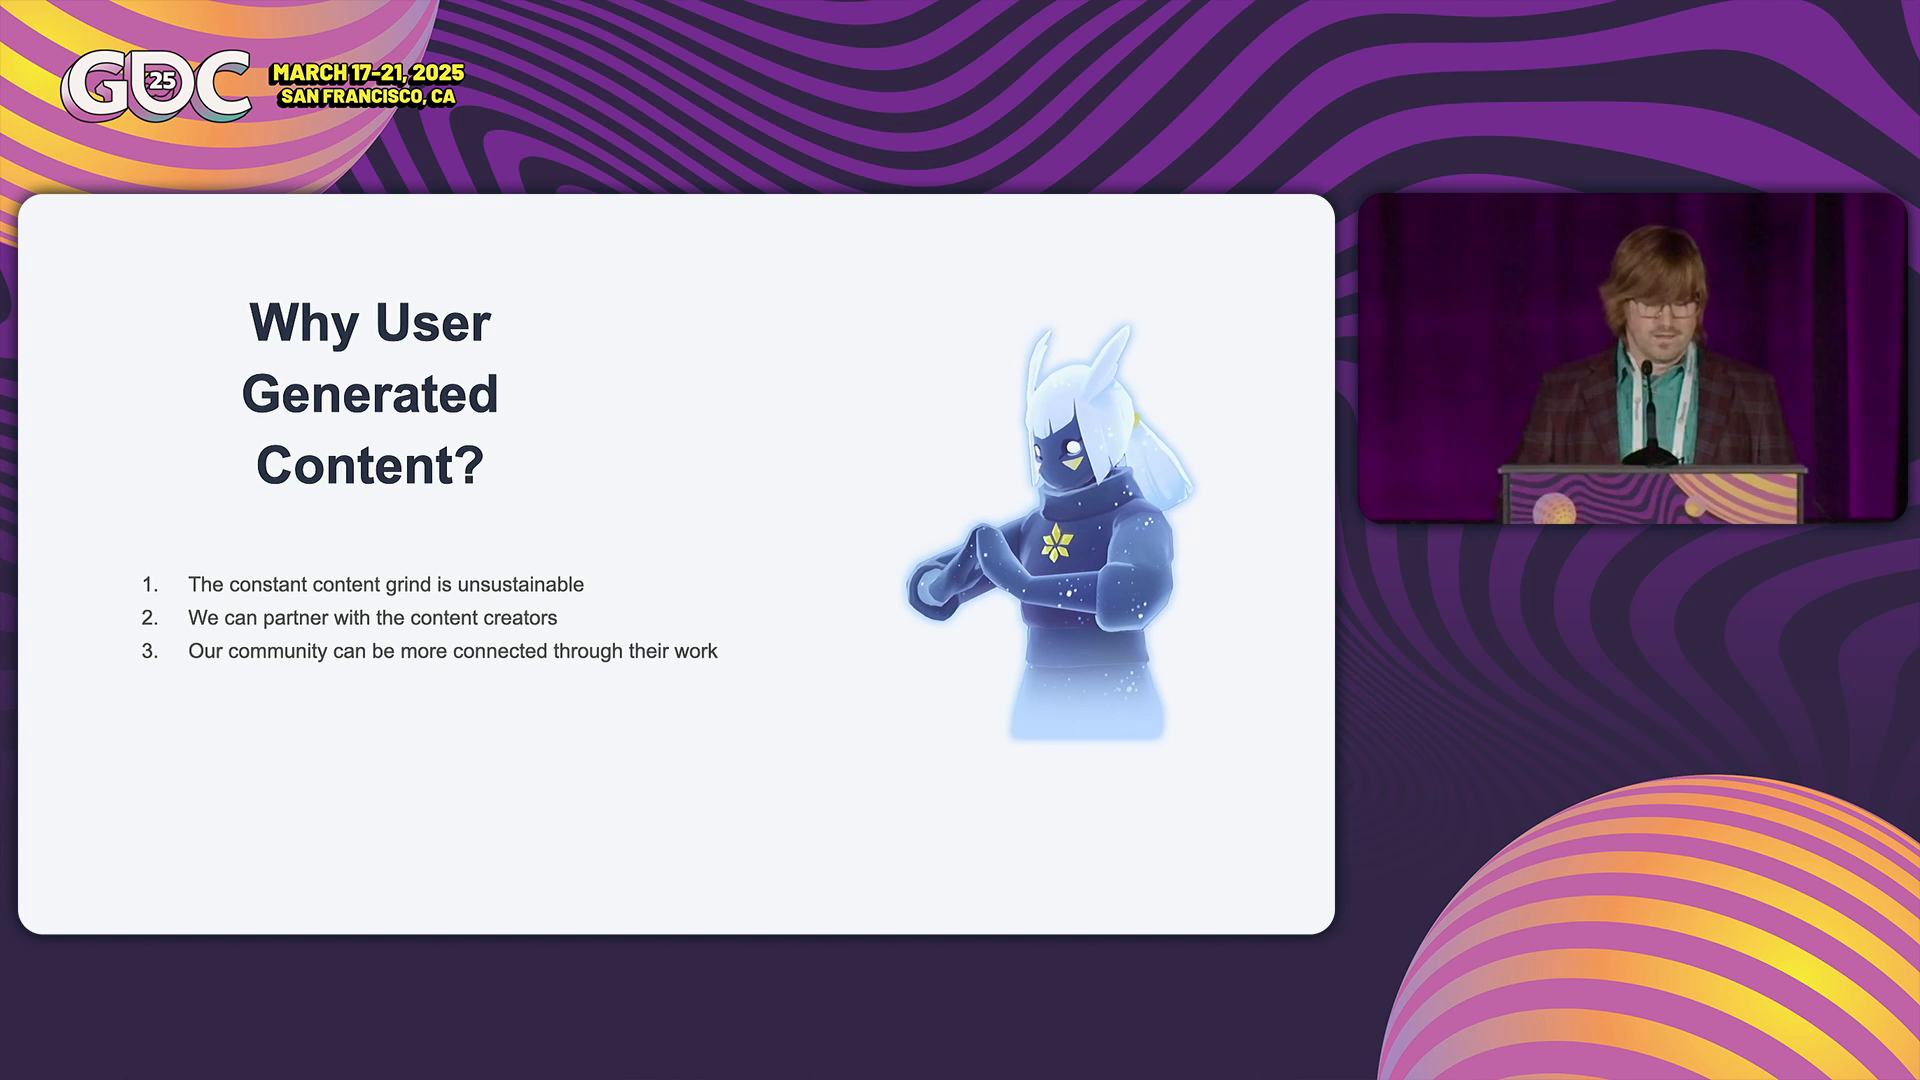 GDC
25
MARCH 17-21, 2025
SAN FRANCISCO, CA
Why User
Generated
Content?
1. The constant content grind is unsustainable
2. We can partner with the content creators
3. Our community can be more connected through their work